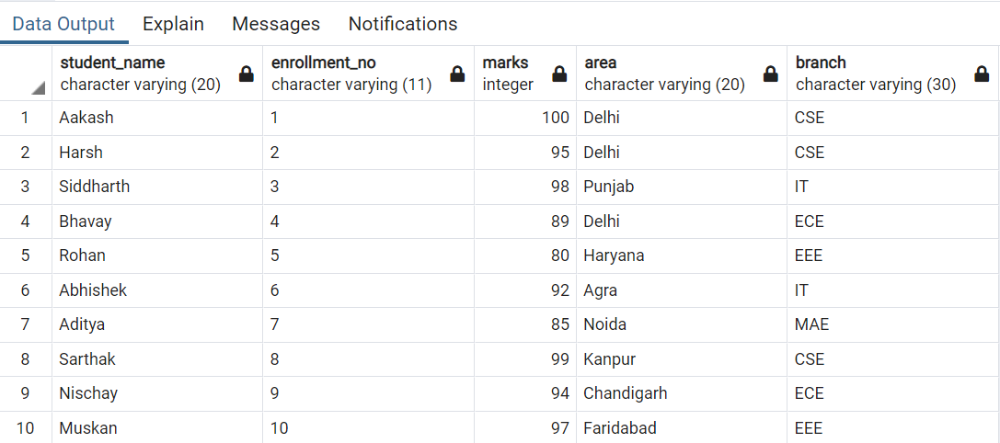 Data Output Explain Messages Notifications
student_name enrollment_no marks area branch
character varying (20) character varying (11) integer character varying (20) character varying (30)
1 Aakash 1 100 Delhi CSE
2 Harsh 2 95 Delhi CSE
3 Siddharth 3 98 Punjab IT
4 Bhavay 4 89 Delhi ECE
5 Rohan 5 80 Haryana EEE
6 Abhishek 6 92 Agra IT
7 Aditya 7 85 Noida MAE
8 Sarthak 8 99 Kanpur CSE
9 Nischay 9 94 Chandigarh ECE
10 Muskan 10 97 Faridabad EEE